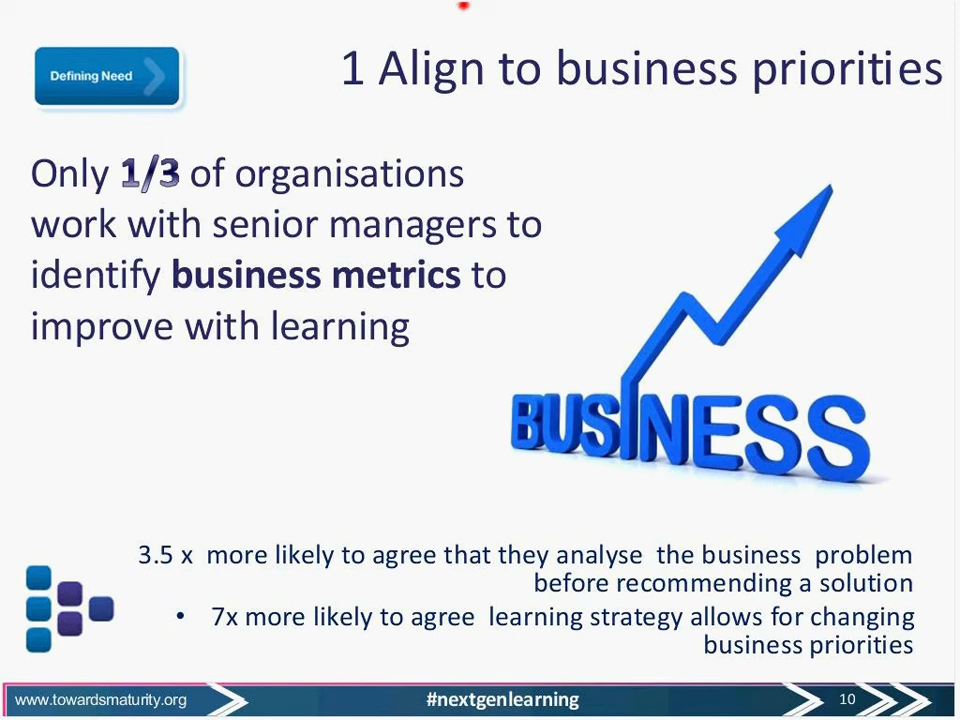 Defining Need
1 Align to business priorities
Only 1/3 of organisations
work with senior managers to
identify business metrics to
improve with learning
BUSINESS
3.5 x more likely to agree that they analyse the business problem
before recommending a solution
• 7x more likely to agree learning strategy allows for changing
business priorities
www.towardsmaturity.org
#nextgenlearning
10